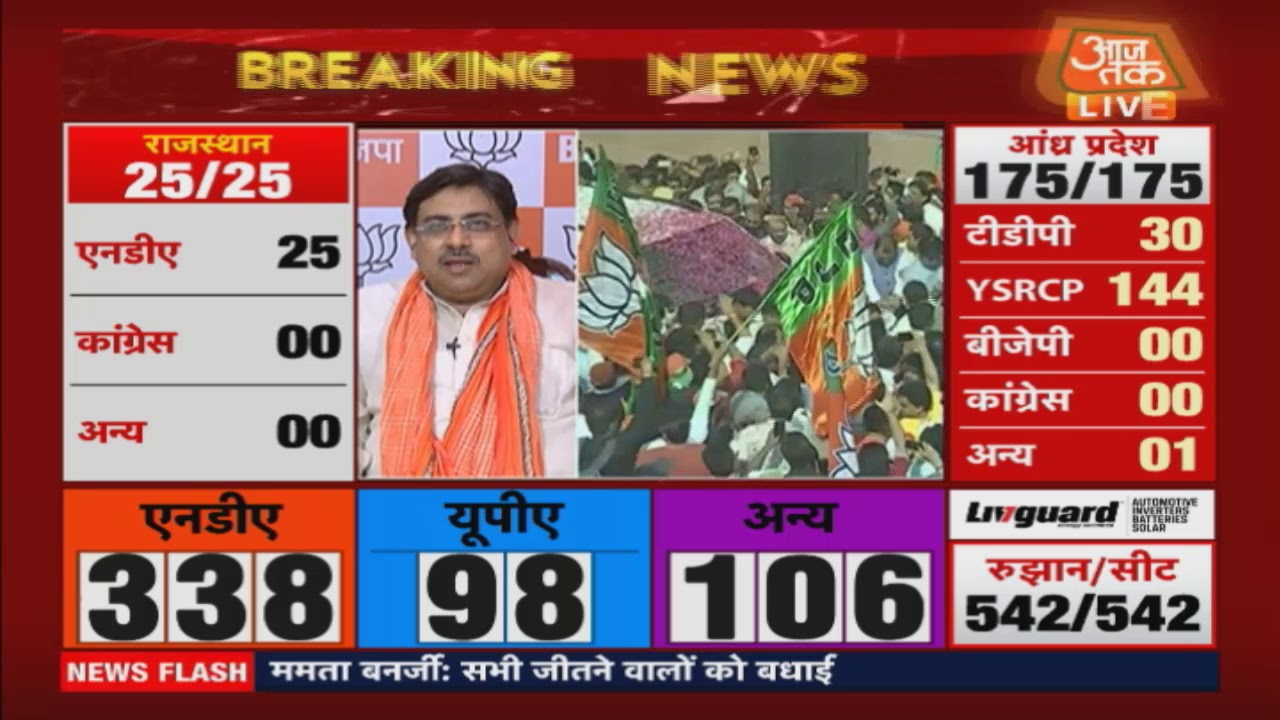 BREAKING NEWS
आज
तक
LIVE
राजस्थान
25/25
एनडीए 25
कांग्रेस 00
अन्य 00
जपा
B
BJP
आंध्र प्रदेश
175/175
टीडीपी 30
YSRCP 144
बीजेपी 00
कांग्रेस 00
अन्य 01
एनडीए
338
यूपीए
98
अन्य
106
Livguard
AUTOMOTIVE
INVERTERS
BATTERIES
SOLAR
रुझान/सीट
542/542
NEWS FLASH ममता बनर्जी: सभी जीतने वालों को बधाई